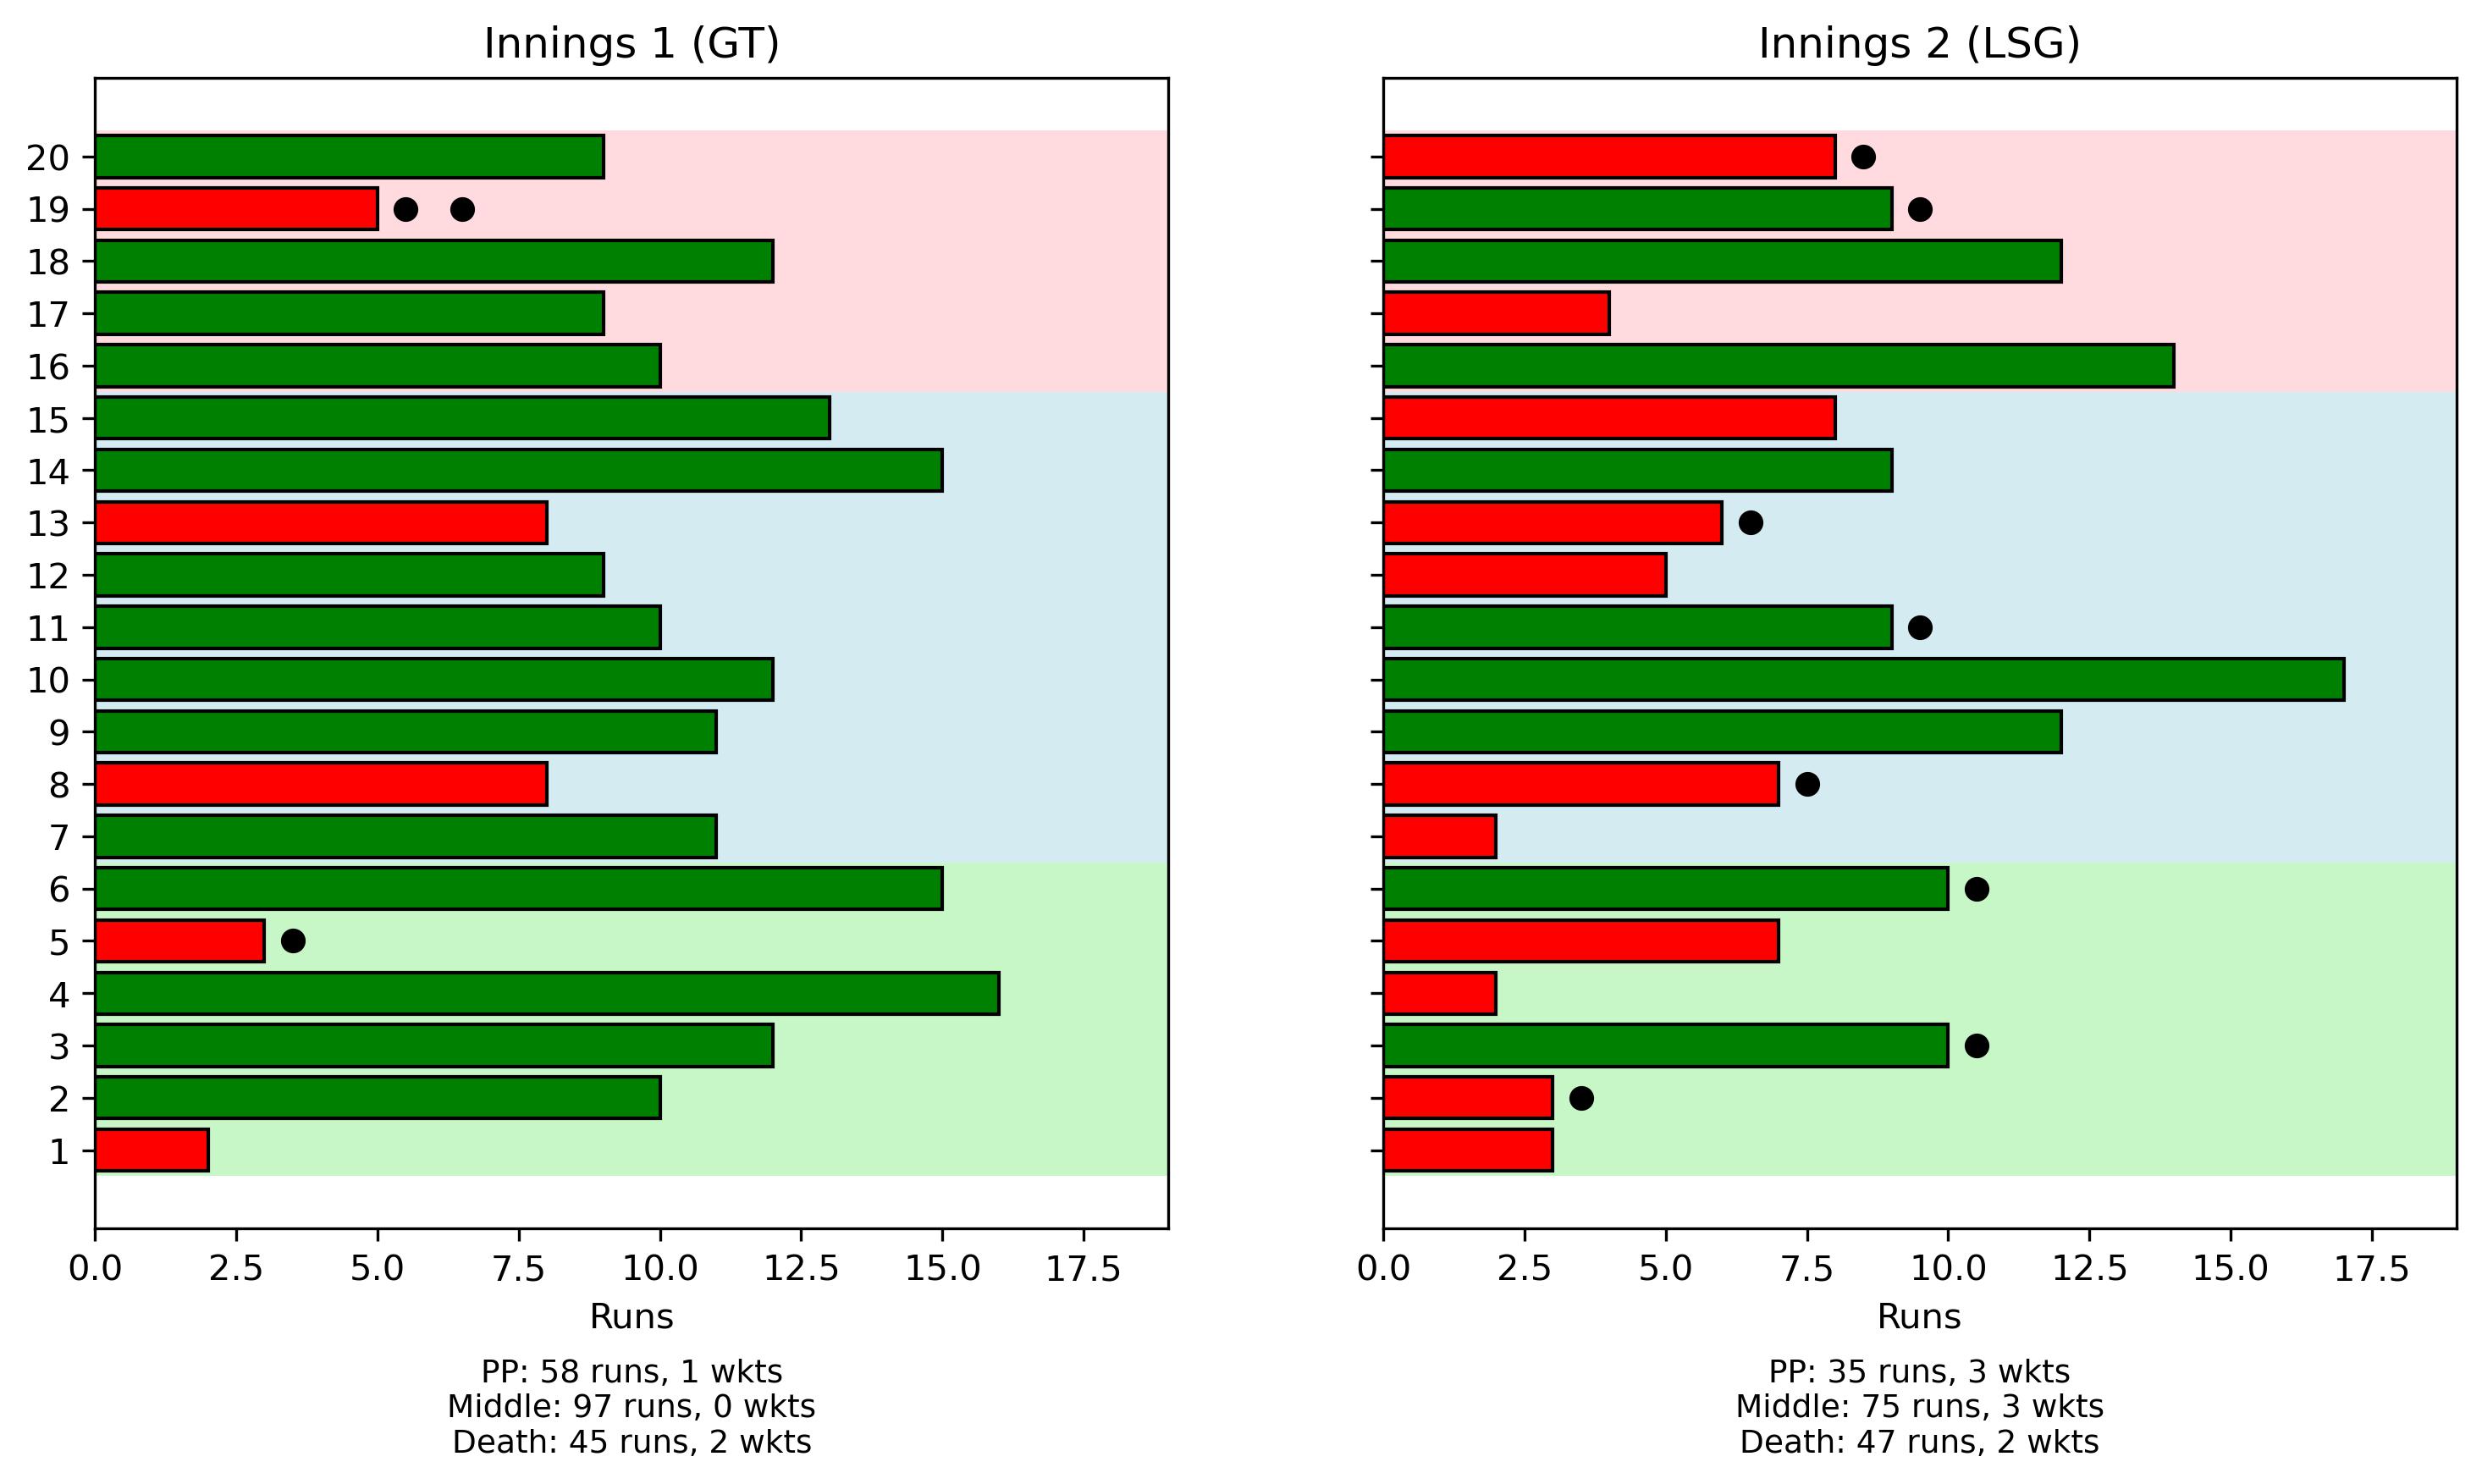 Innings 1 (GT)
20
19
18
17
16
15
14
13
12
11
10
9
8
7
6
5
4
3
2
1
0.0 2.5 5.0 7.5 10.0 12.5 15.0 17.5
Runs
PP: 58 runs, 1 wkts
Middle: 97 runs, 0 wkts
Death: 45 runs, 2 wkts
Innings 2 (LSG)
0.0 2.5 5.0 7.5 10.0 12.5 15.0 17.5
Runs
PP: 35 runs, 3 wkts
Middle: 75 runs, 3 wkts
Death: 47 runs, 2 wkts